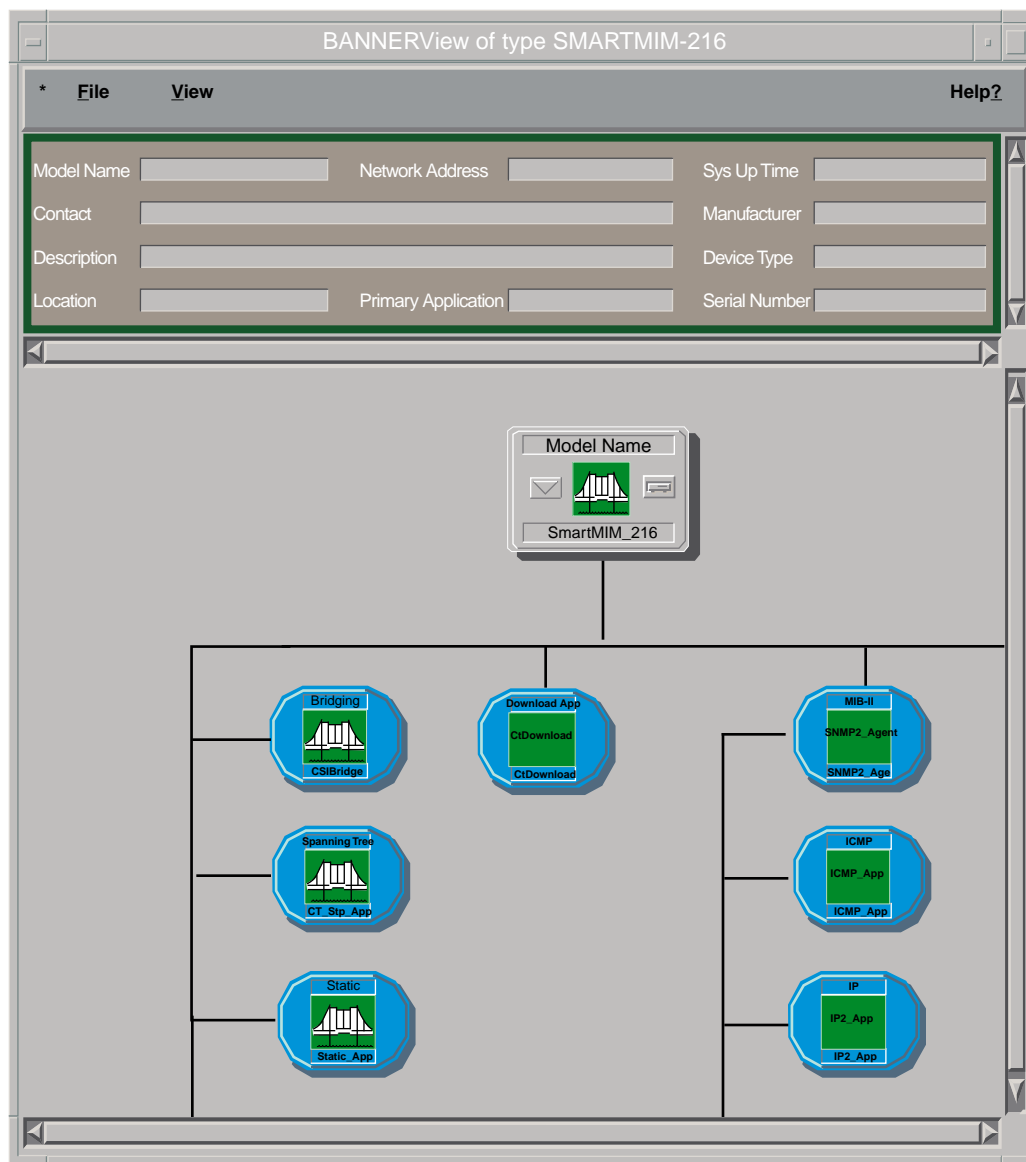 BANNERView of type SMARTMIM-216
* File View Help?
Model Name Network Address Sys Up Time
Contact Manufacturer
Description Device Type
Location Primary Application Serial Number
Model Name
SmartMIM_216
Bridging
CSIBridge
Download App
CtDownload
CtDownload
MIB-II
SNMP2_Agent
SNMP2_Age
Spanning Tree
CT_Stp_App
ICMP
ICMP_App
ICMP_App
Static
Static_App
IP
IP2_App
IP2_App